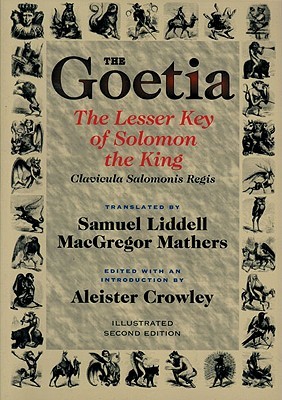 THE
Goetia
The Lesser Key
of Solomon
the King
Clavicula Salomonis Regis
TRANSLATED BY
Samuel Liddell
MacGregor Mathers
EDITED WITH AN
INTRODUCTION BY
Aleister Crowley
ILLUSTRATED
SECOND EDITION